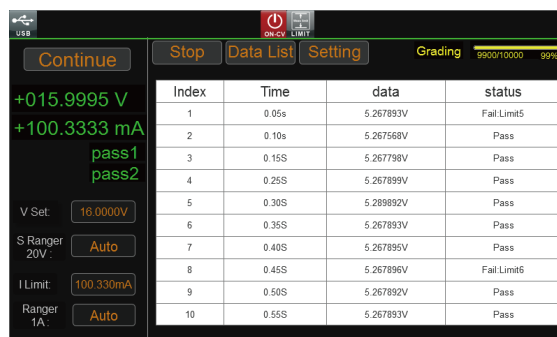 USB
ON-CV LIMIT
Continue
Stop Data List Setting Grading 9900/10000 99%
+015.9995 V
+100.3333 mA
pass1
pass2
V Set: 16.0000V
S Ranger 20V : Auto
I Limit: 100.330mA
Ranger 1A : Auto
Index Time data status
1 0.05s 5.267893V Fail:Limit5
2 0.10s 5.267568V Pass
3 0.15S 5.267798V Pass
4 0.25S 5.267899V Pass
5 0.30S 5.289892V Pass
6 0.35S 5.267893V Pass
7 0.40S 5.267895V Pass
8 0.45S 5.267896V Fail:Limit6
9 0.50S 5.267892V Pass
10 0.55S 5.267893V Pass